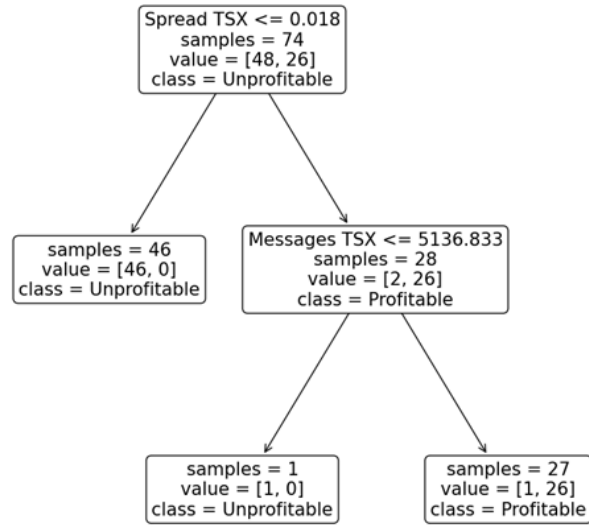 Spread TSX <= 0.018
samples = 74
value = [48, 26]
class = Unprofitable
samples = 46
value = [46, 0]
class = Unprofitable
Messages TSX <= 5136.833
samples = 28
value = [2, 26]
class = Profitable
samples = 1
value = [1, 0]
class = Unprofitable
samples = 27
value = [1, 26]
class = Profitable